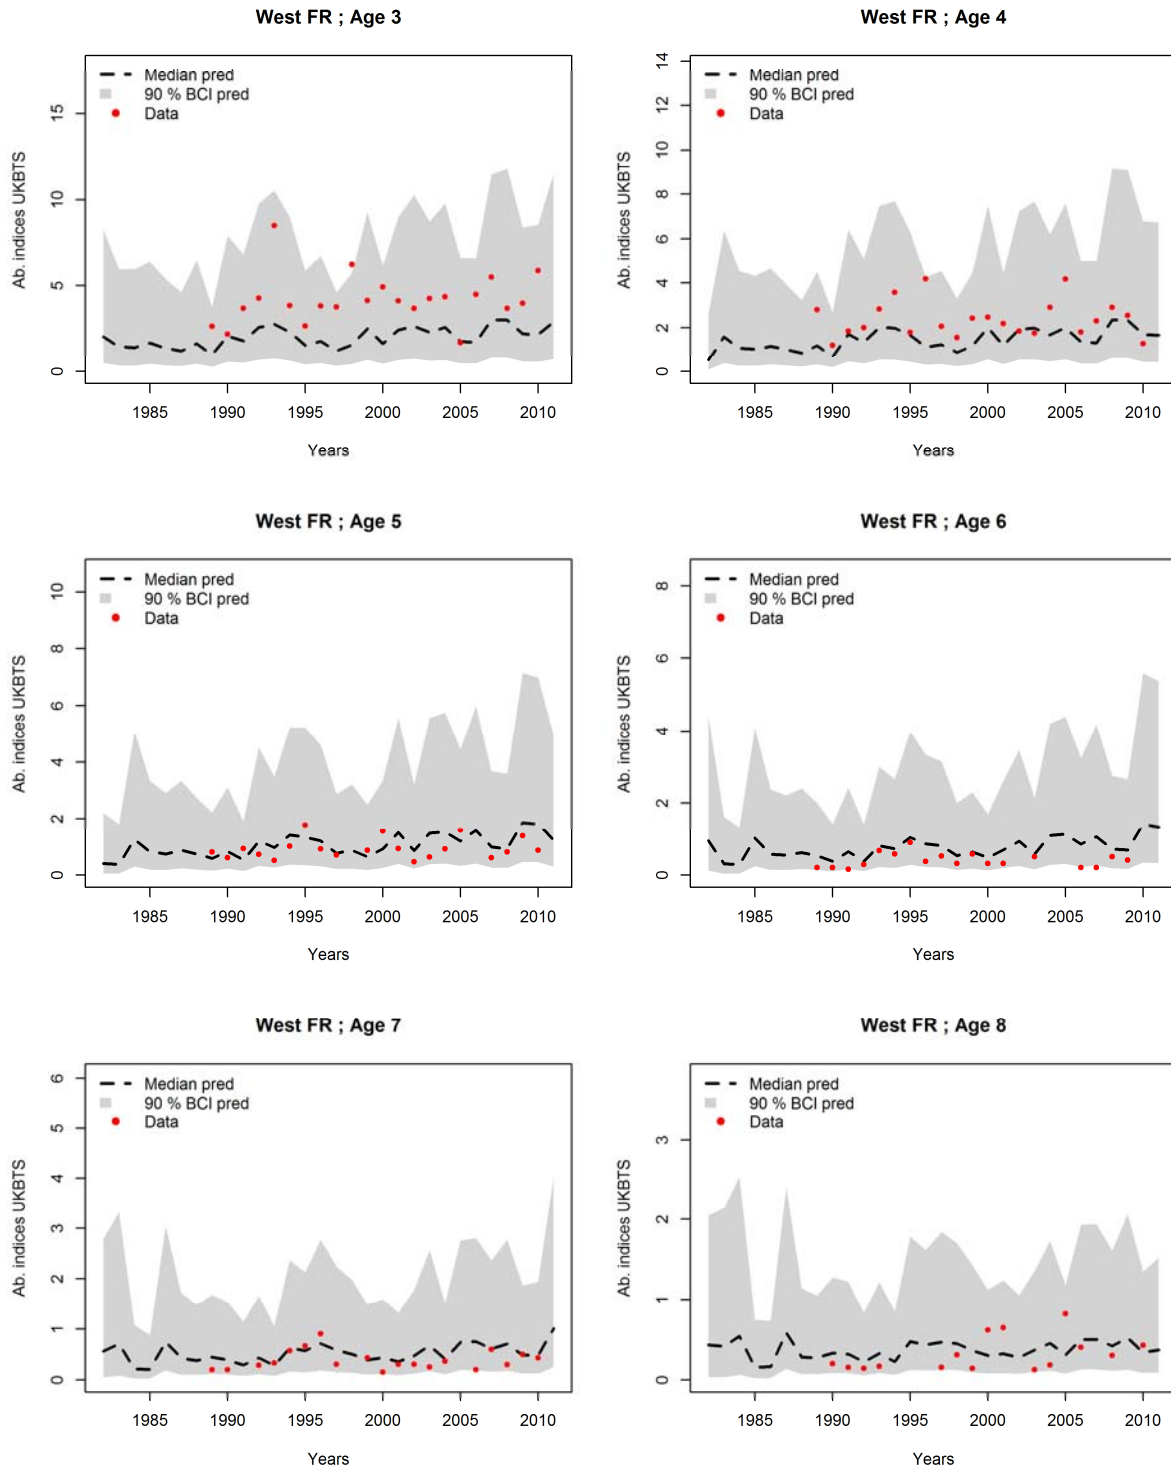 West FR ; Age 3
Median pred
90 % BCI pred
Data
Ab. indices UKBTS
0 5 10 15
1985 1990 1995 2000 2005 2010
Years
West FR ; Age 4
Median pred
90 % BCI pred
Data
Ab. indices UKBTS
0 2 4 6 8 10 12 14
1985 1990 1995 2000 2005 2010
Years
West FR ; Age 5
Median pred
90 % BCI pred
Data
Ab. indices UKBTS
0 2 4 6 8 10
1985 1990 1995 2000 2005 2010
Years
West FR ; Age 6
Median pred
90 % BCI pred
Data
Ab. indices UKBTS
0 2 4 6 8
1985 1990 1995 2000 2005 2010
Years
West FR ; Age 7
Median pred
90 % BCI pred
Data
Ab. indices UKBTS
0 1 2 3 4 5 6
1985 1990 1995 2000 2005 2010
Years
West FR ; Age 8
Median pred
90 % BCI pred
Data
Ab. indices UKBTS
0 1 2 3
1985 1990 1995 2000 2005 2010
Years